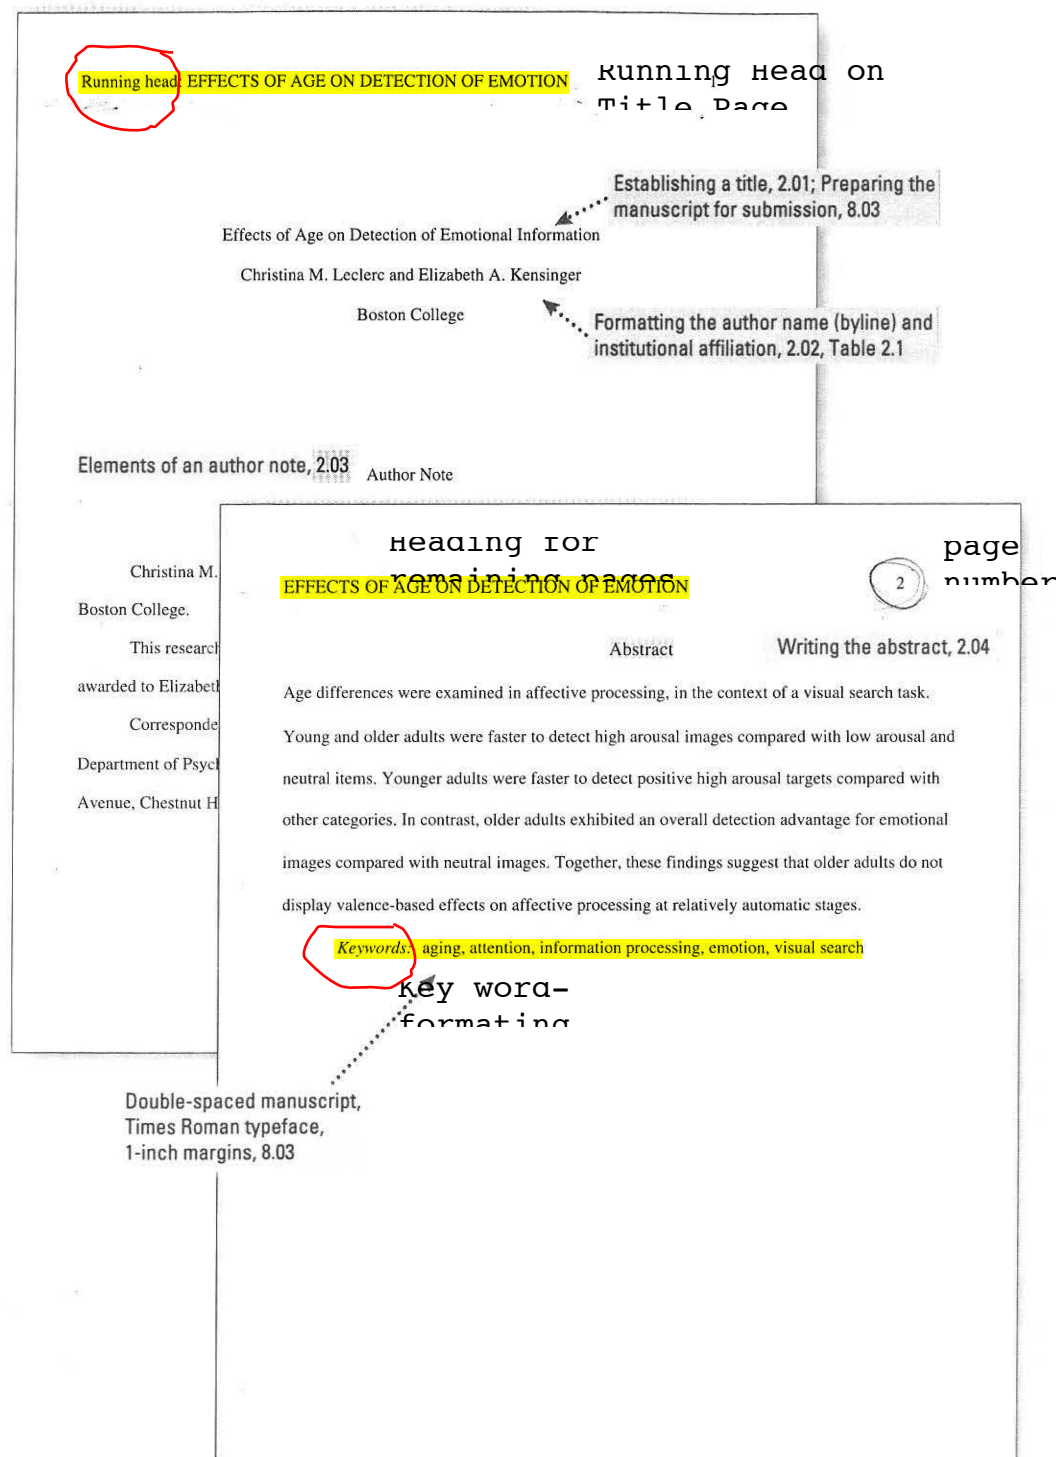 Running head: EFFECTS OF AGE ON DETECTION OF EMOTION
Running Head on
Title Page
1
Establishing a title, 2.01; Preparing the
manuscript for submission, 8.03
Effects of Age on Detection of Emotional Information
Christina M. Leclerc and Elizabeth A. Kensinger
Boston College
Formatting the author name (byline) and
institutional affiliation, 2.02, Table 2.1
Elements of an author note, 2.03
Author Note
Christina M.
Boston College.
This research
awarded to Elizabeth
Corresponde
Department of Psych
Avenue, Chestnut H
Heading for
remaining pages
page
number
EFFECTS OF AGE ON DETECTION OF EMOTION
2
Abstract
Writing the abstract, 2.04
Age differences were examined in affective processing, in the context of a visual search task.
Young and older adults were faster to detect high arousal images compared with low arousal and
neutral items. Younger adults were faster to detect positive high arousal targets compared with
other categories. In contrast, older adults exhibited an overall detection advantage for emotional
images compared with neutral images. Together, these findings suggest that older adults do not
display valence-based effects on affective processing at relatively automatic stages.
Keywords: aging, attention, information processing, emotion, visual search
Key word-
formating
Double-spaced manuscript,
Times Roman typeface,
1-inch margins, 8.03